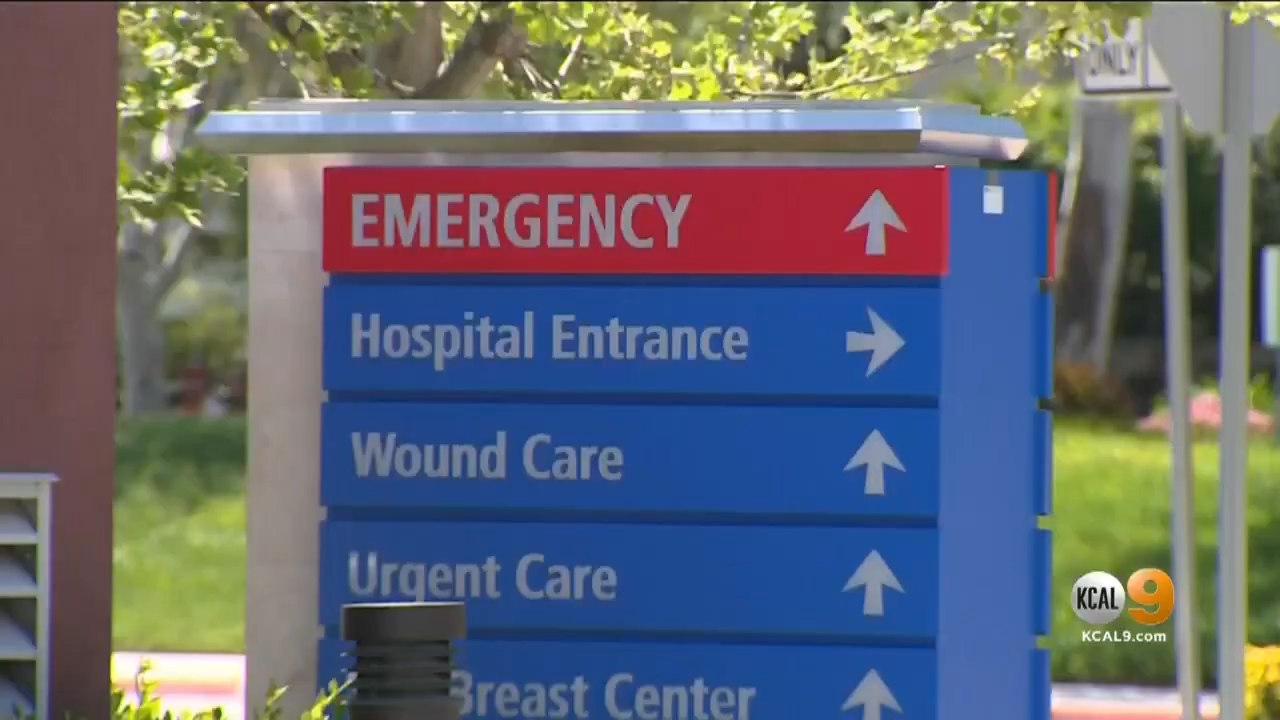 ONLY
EMERGENCY
Hospital Entrance
Wound Care
Urgent Care
Breast Center
KCAL 9
KCAL9.com